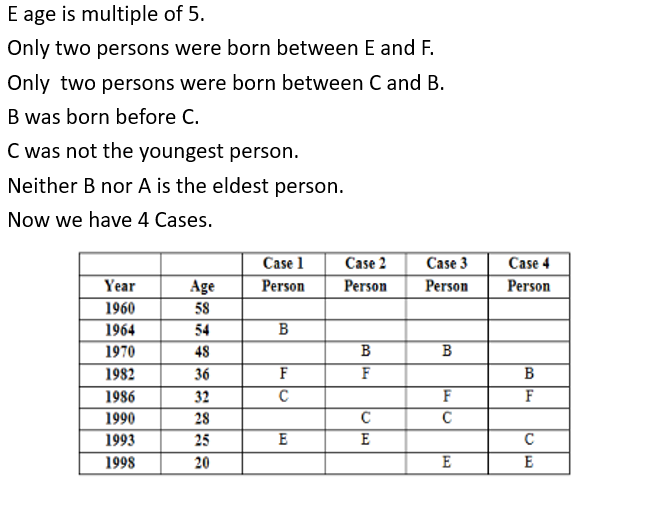 E age is multiple of 5.
Only two persons were born between E and F.
Only two persons were born between C and B.
B was born before C.
C was not the youngest person.
Neither B nor A is the eldest person.
Now we have 4 Cases.
Case 1 Case 2 Case 3 Case 4
Year Age Person Person Person Person
1960 58
1964 54 B
1970 48 B B
1982 36 F F B
1986 32 C F F
1990 28 C C
1993 25 E E C
1998 20 E E